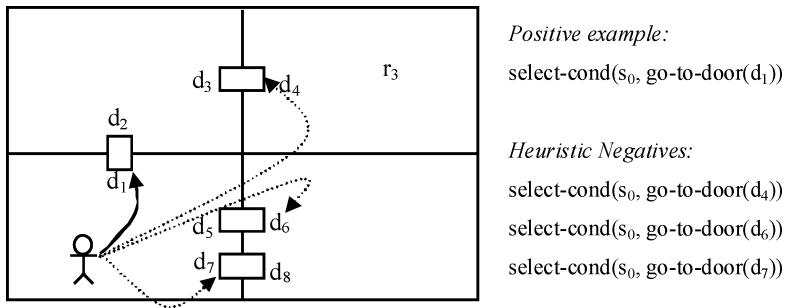 d₃ d₄ r₃
d₂
d₁
d₅ d₆
d₇ d₈
Positive example:
select-cond(s₀, go-to-door(d₁))
Heuristic Negatives:
select-cond(s₀, go-to-door(d₄))
select-cond(s₀, go-to-door(d₆))
select-cond(s₀, go-to-door(d₇))